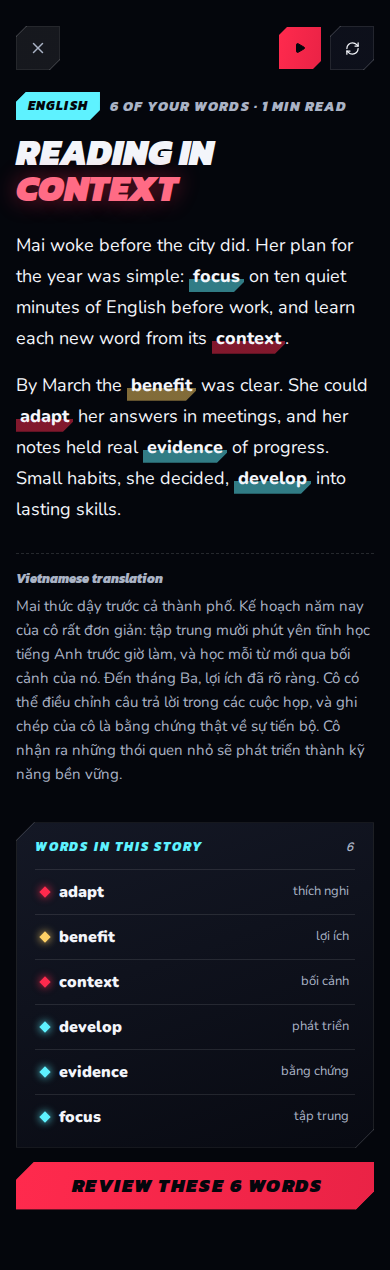 ENGLISH 6 OF YOUR WORDS · 1 MIN READ
READING IN
CONTEXT
Mai woke before the city did. Her plan for
the year was simple: focus on ten quiet
minutes of English before work, and learn
each new word from its context.
By March the benefit was clear. She could
adapt her answers in meetings, and her
notes held real evidence of progress.
Small habits, she decided, develop into
lasting skills.
Vietnamese translation
Mai thức dậy trước cả thành phố. Kế hoạch năm nay
của cô rất đơn giản: tập trung mười phút yên tĩnh học
tiếng Anh trước giờ làm, và học mỗi từ mới qua bối
cảnh của nó. Đến tháng Ba, lợi ích đã rõ ràng. Cô có
thể điều chỉnh câu trả lời trong các cuộc họp, và ghi
chép của cô là bằng chứng thật về sự tiến bộ. Cô
nhận ra những thói quen nhỏ sẽ phát triển thành kỹ
năng bền vững.
WORDS IN THIS STORY 6
adapt thích nghi
benefit lợi ích
context bối cảnh
develop phát triển
evidence bằng chứng
focus tập trung
REVIEW THESE 6 WORDS